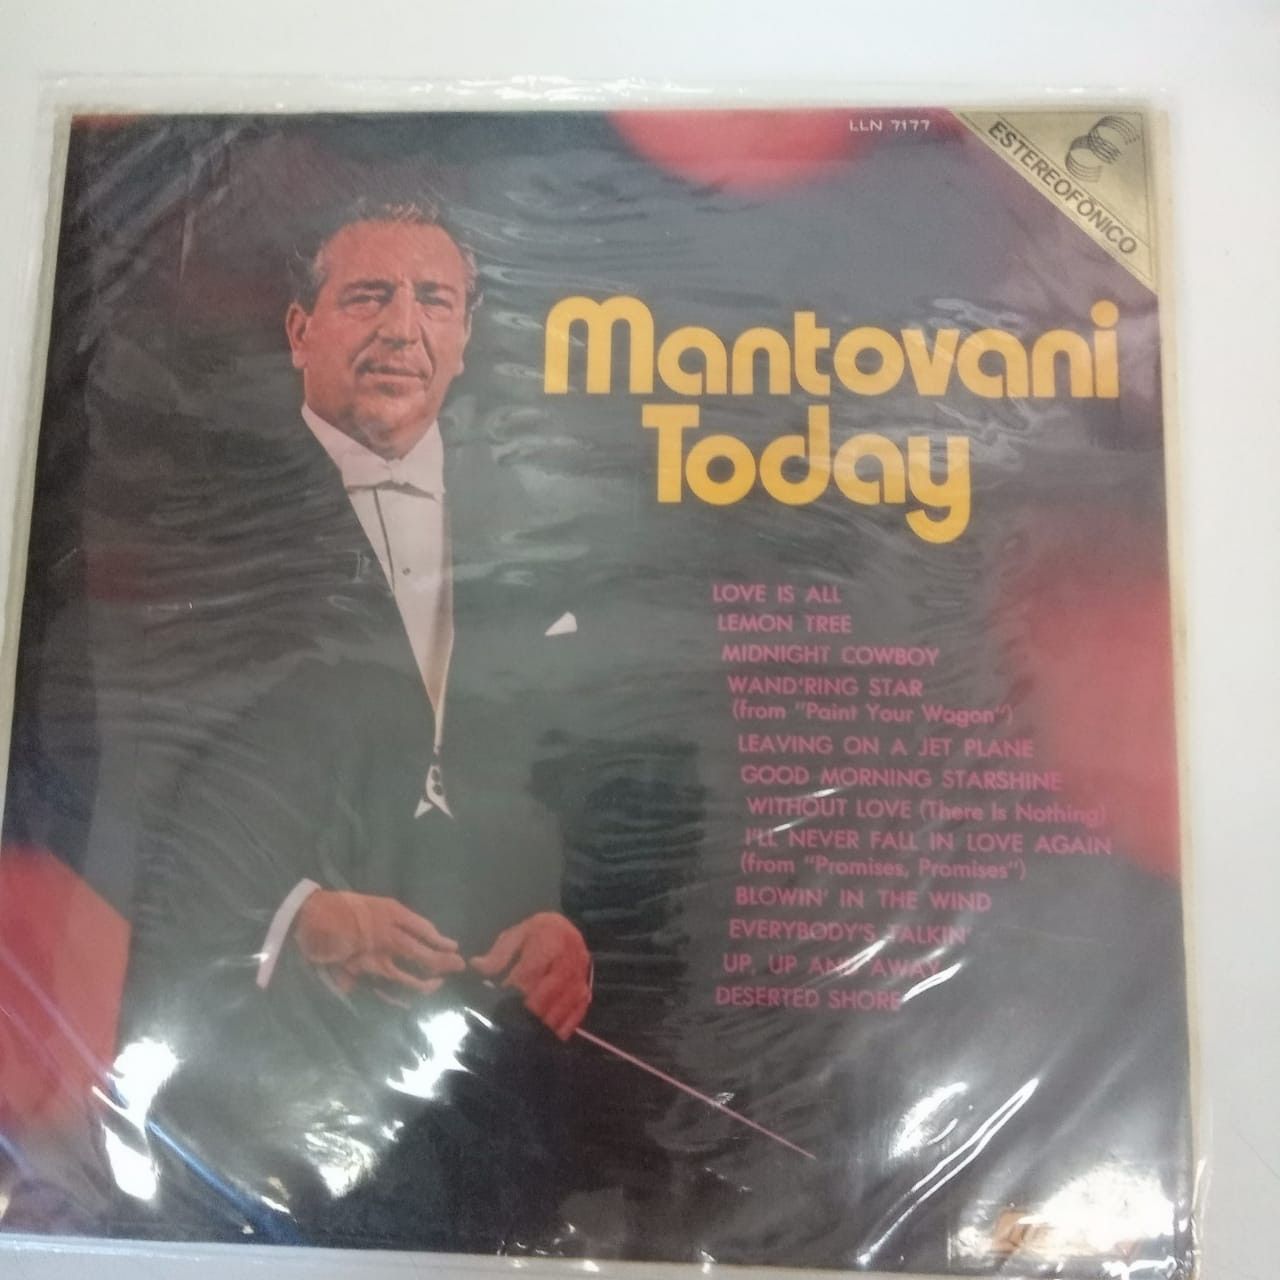 LLN 7177
ESTEREOFÔNICO
Mantovani
Today
LOVE IS ALL
LEMON TREE
MIDNIGHT COWBOY
WAND'RING STAR
(from "Paint Your Wagon")
LEAVING ON A JET PLANE
GOOD MORNING STARSHINE
WITHOUT LOVE (There Is Nothing)
I'LL NEVER FALL IN LOVE AGAIN
(from "Promises, Promises")
BLOWIN' IN THE WIND
EVERYBODY'S TALKIN'
UP, UP AND AWAY
DESERTED SHORE